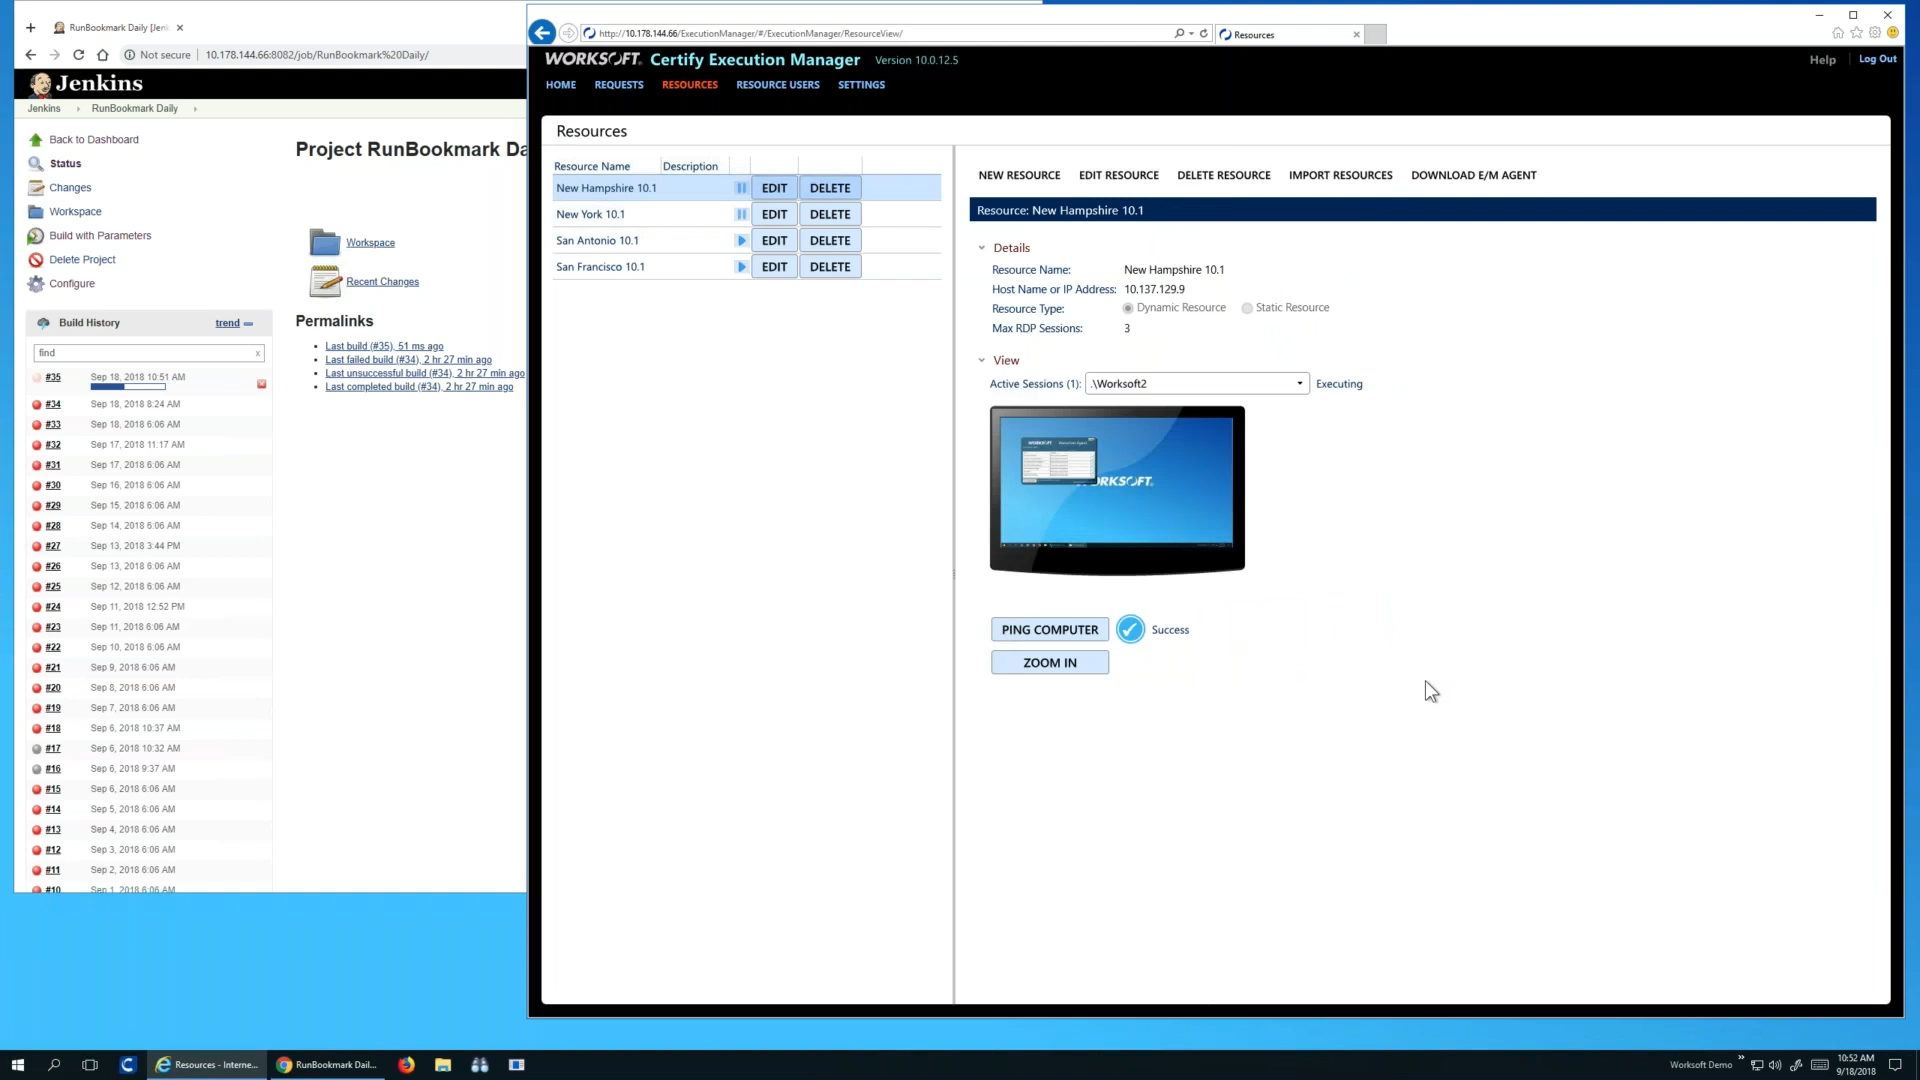 RunBookmark Daily [Jenk
Not secure
10.178.144.66:8082/job/RunBookmark%20Daily/
Jenkins
Jenkins
RunBookmark Daily
Back to Dashboard
Status
Changes
Workspace
Build with Parameters
Delete Project
Configure
Project RunBookmark Da
Workspace
Recent Changes
Permalinks
Last build (#35), 51 ms ago
Last failed build (#34), 2 hr 27 min ago
Last unsuccessful build (#34), 2 hr 27 min ago
Last completed build (#34), 2 hr 27 min ago
Build History
trend
find
x
#35 Sep 18, 2018 10:51 AM
#34 Sep 18, 2018 8:24 AM
#33 Sep 18, 2018 6:06 AM
#32 Sep 17, 2018 11:17 AM
#31 Sep 17, 2018 6:06 AM
#30 Sep 16, 2018 6:06 AM
#29 Sep 15, 2018 6:06 AM
#28 Sep 14, 2018 6:06 AM
#27 Sep 13, 2018 3:44 PM
#26 Sep 13, 2018 6:06 AM
#25 Sep 12, 2018 6:06 AM
#24 Sep 11, 2018 12:52 PM
#23 Sep 11, 2018 6:06 AM
#22 Sep 10, 2018 6:06 AM
#21 Sep 9, 2018 6:06 AM
#20 Sep 8, 2018 6:06 AM
#19 Sep 7, 2018 6:06 AM
#18 Sep 6, 2018 10:37 AM
#17 Sep 6, 2018 10:32 AM
#16 Sep 6, 2018 9:37 AM
#15 Sep 6, 2018 6:06 AM
#14 Sep 5, 2018 6:06 AM
#13 Sep 4, 2018 6:06 AM
#12 Sep 3, 2018 6:06 AM
#11 Sep 2, 2018 6:06 AM
#10 Sep 1, 2018 6:06 AM
http://10.178.144.66/ExecutionManager/#/ExecutionManager/ResourceView/
Resources
WORKSOFT. Certify Execution Manager Version 10.0.12.5
Help
Log Out
HOME REQUESTS RESOURCES RESOURCE USERS SETTINGS
Resources
Resource Name Description
New Hampshire 10.1 EDIT DELETE
New York 10.1 EDIT DELETE
San Antonio 10.1 EDIT DELETE
San Francisco 10.1 EDIT DELETE
NEW RESOURCE EDIT RESOURCE DELETE RESOURCE IMPORT RESOURCES DOWNLOAD E/M AGENT
Resource: New Hampshire 10.1
Details
Resource Name: New Hampshire 10.1
Host Name or IP Address: 10.137.129.9
Resource Type: Dynamic Resource Static Resource
Max RDP Sessions: 3
View
Active Sessions (1): .\Worksoft2 Executing
WORKSOFT
ORKSOFT.
PING COMPUTER Success
ZOOM IN
Resources - Interne...
RunBookmark Dail...
Worksoft Demo
10:52 AM
9/18/2018